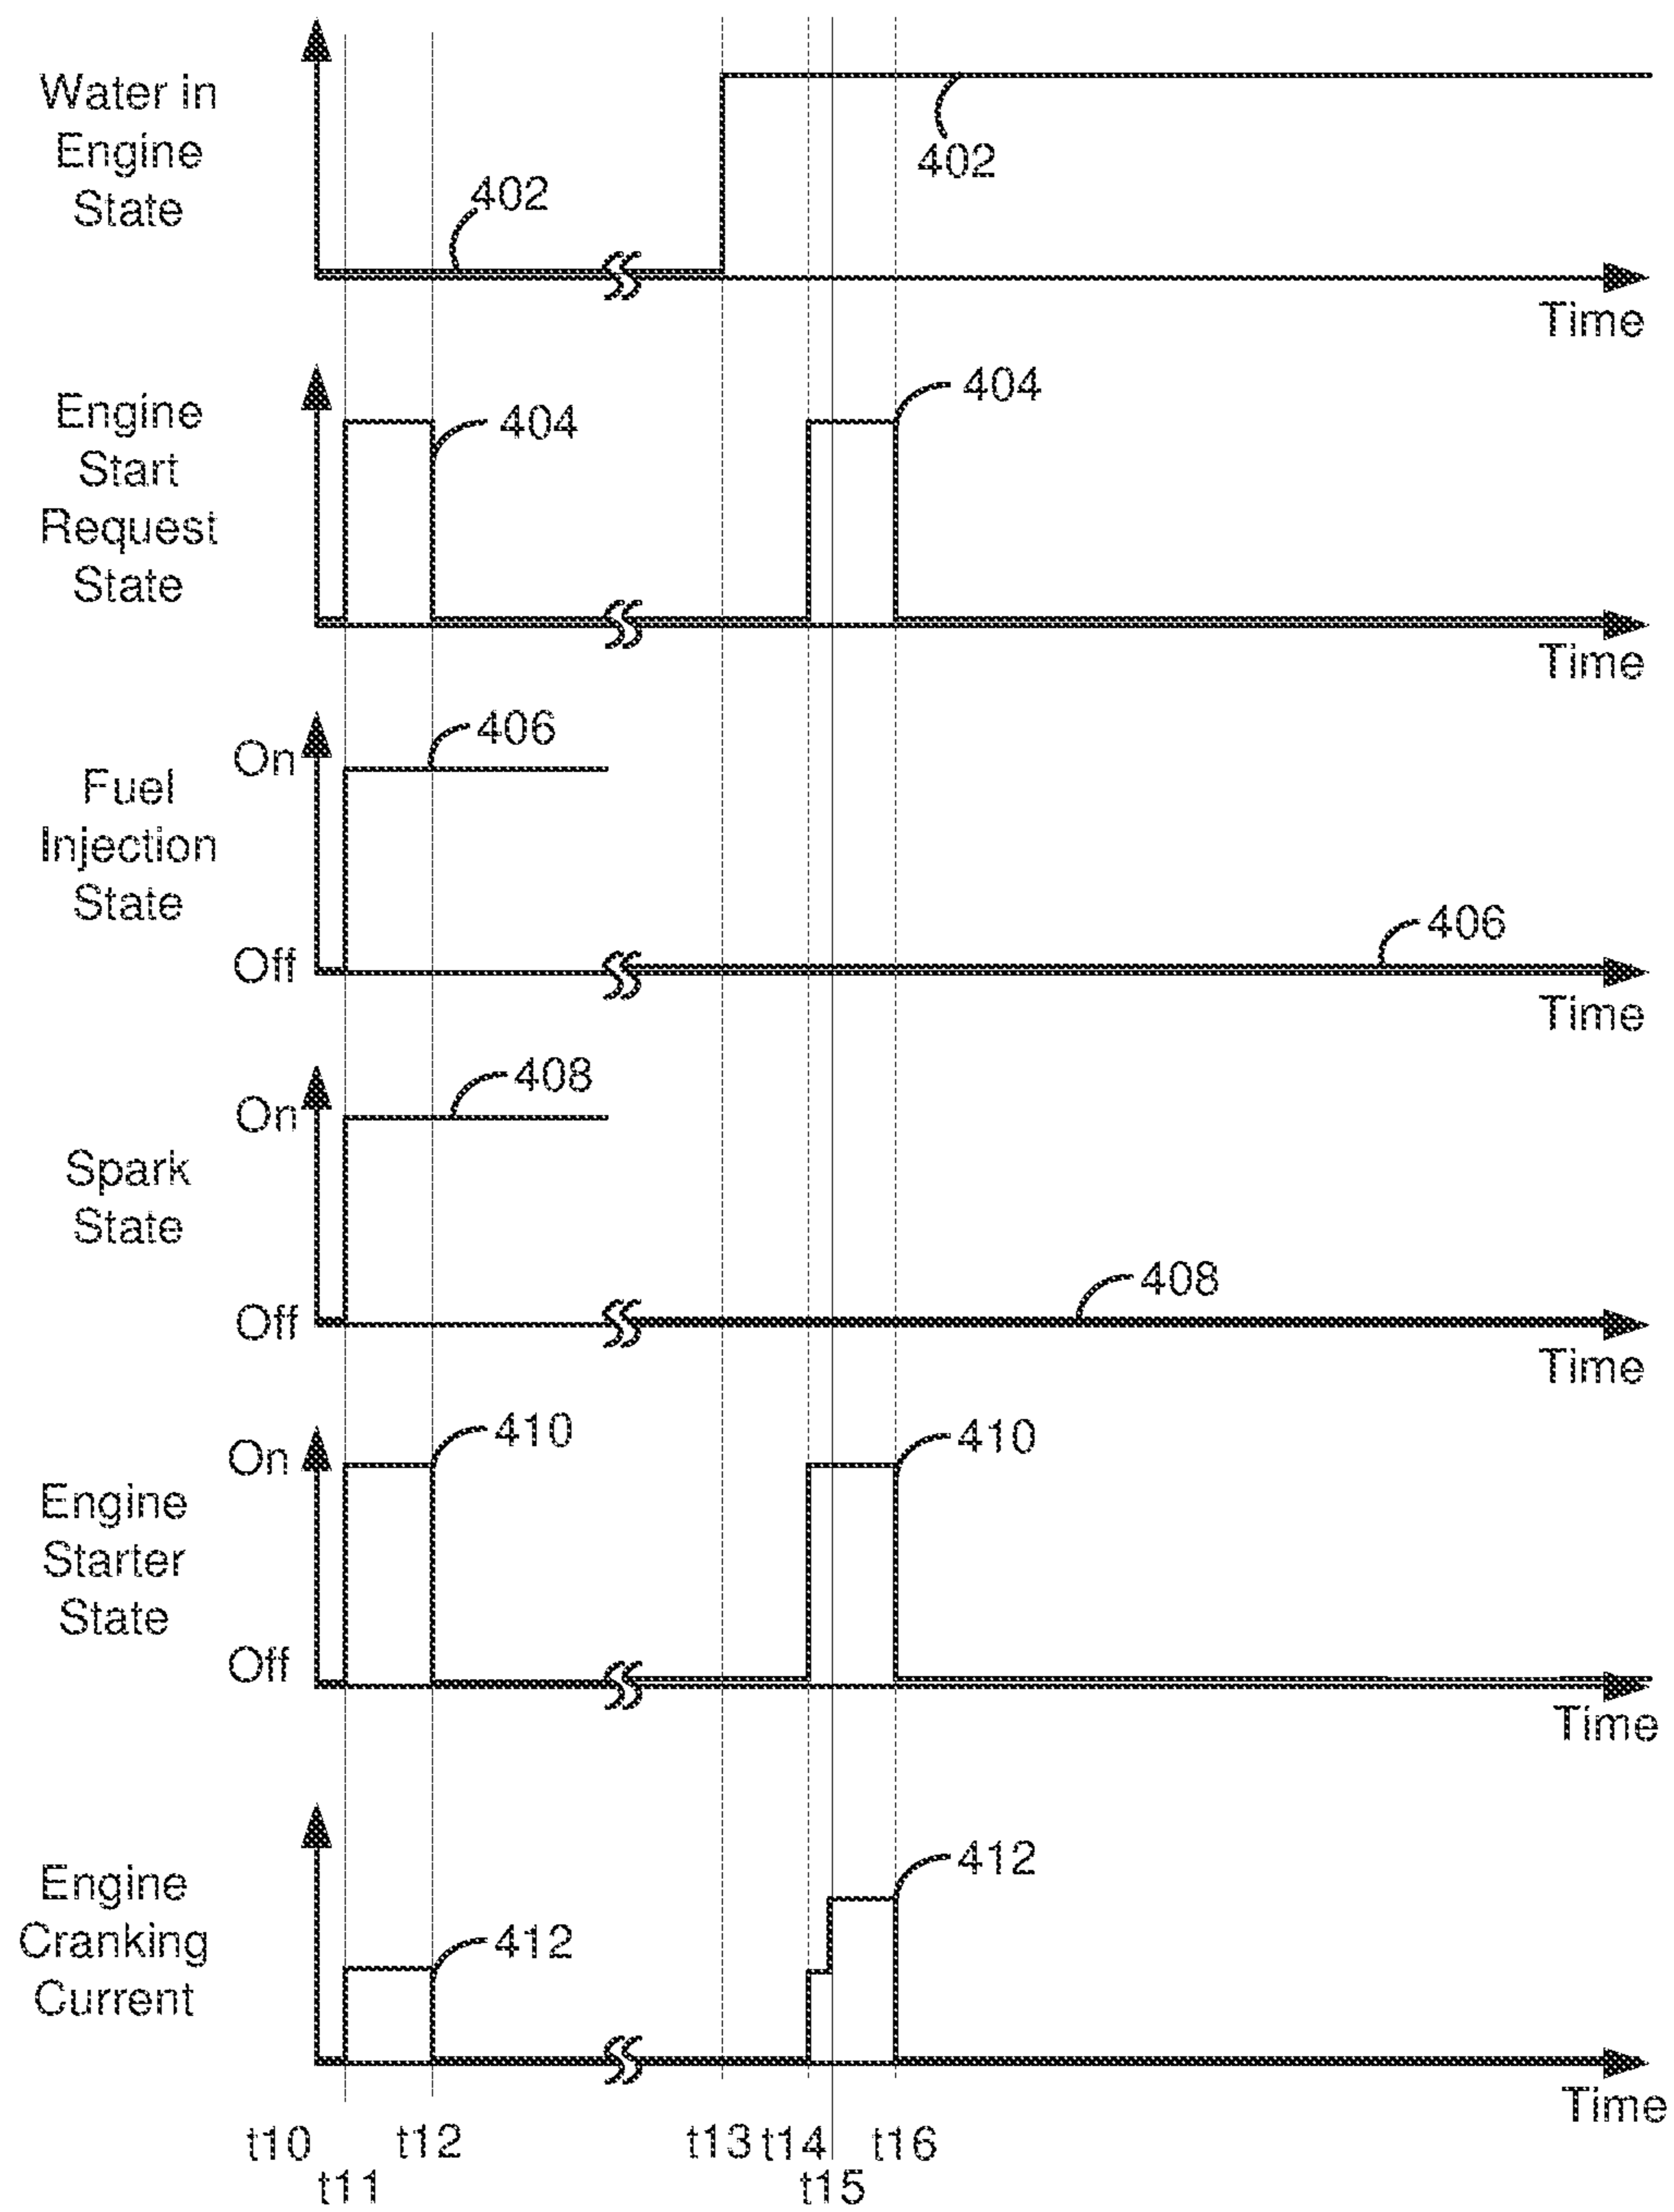 Water in
Engine
State
402
402
Time
Engine
Start
Request
State
404
404
Time
Fuel
Injection
State
On
Off
406
406
Time
Spark
State
On
Off
408
408
Time
Engine
Starter
State
On
Off
410
410
Time
Engine
Cranking
Current
412
412
Time
t10 t12 t13 t14 t16
t11 t15